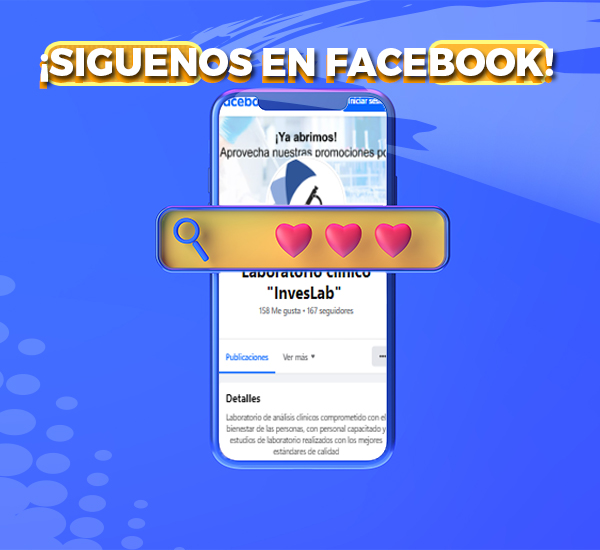 ¡SIGUENOS EN FACEBOOK!
Iniciar
¡Ya abrimos!
Aprovecha nuestras promociones
Laboratorio clínico
"InvesLab"
158 Me gusta • 167 seguidores
Publicaciones Ver más
Detalles
Laboratorio de análisis clínicos comprometido con el
bienestar de las personas, con personal capacitado y
estudios de laboratorio realizados con los mejores
estándares de calidad